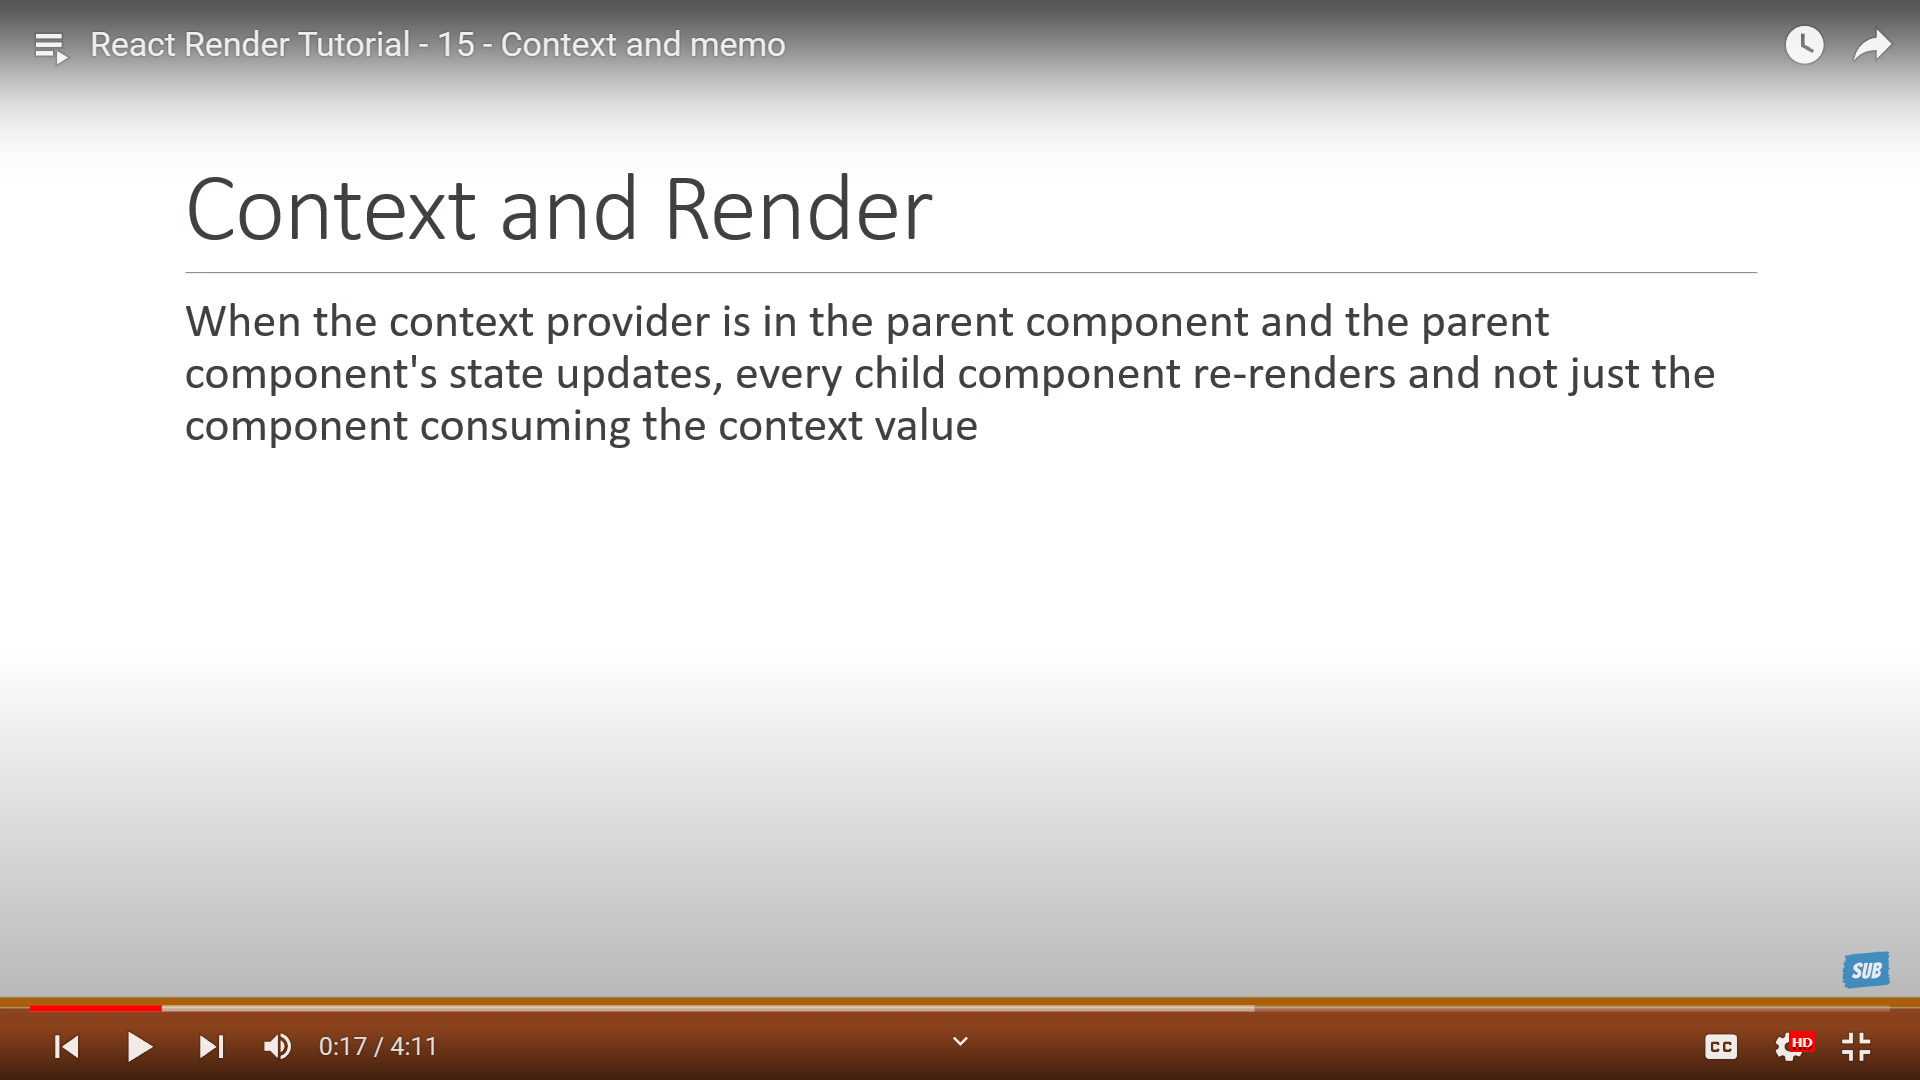 React Render Tutorial - 15 - Context and memo
Context and Render
When the context provider is in the parent component and the parent
component's state updates, every child component re-renders and not just the
component consuming the context value
SUB
0:17 / 4:11
CC
HD